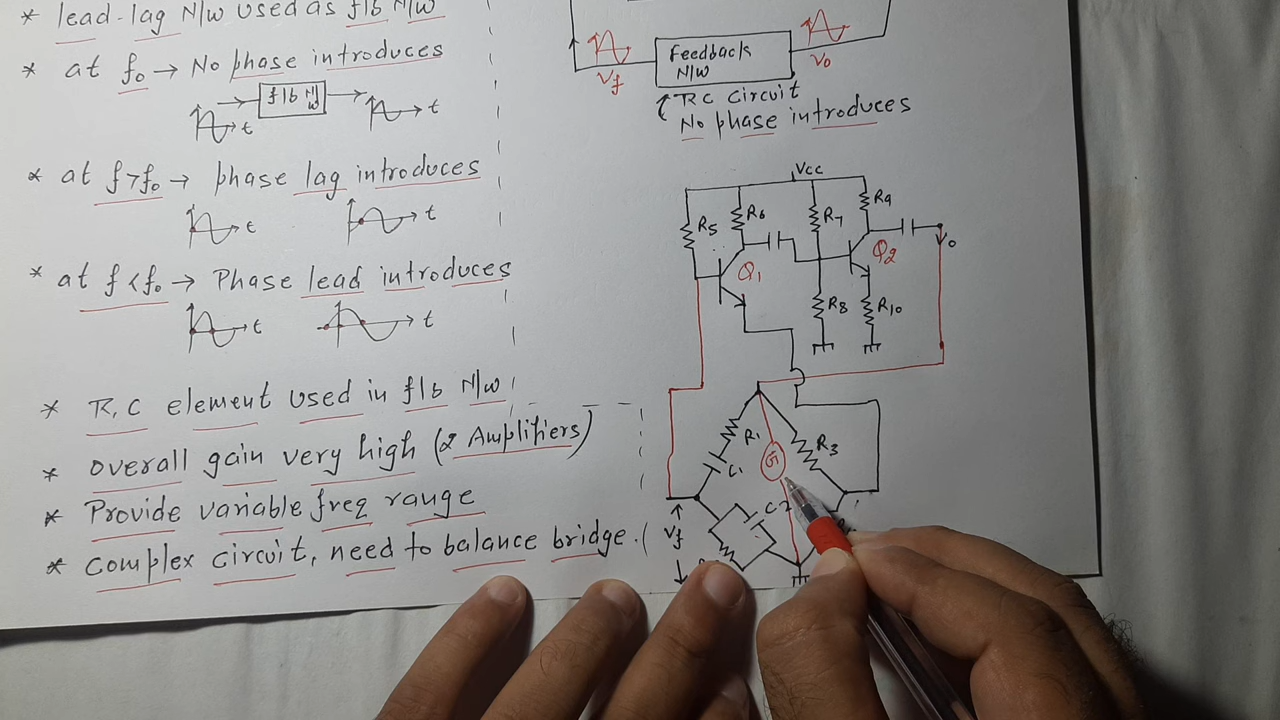 * lead-lag N/w used as f/b N/w
* at f₀ → No phase introduces
f/b N/w
t
t
* at f>f₀ → phase lag introduces
t
t
* at f<f₀ → Phase lead introduces
t
t
* R,C element used in f/b N/w
* overall gain very high (2 Amplifiers)
* Provide variable freq range
* complex circuit, need to balance bridge. (
Feedback
N/w
Vf
Vo
RC circuit
No phase introduces
Vcc
R5
R6
R7
R9
Q1
Q2
Vo
R8
R10
R1
C1
G
R3
C2
Vf